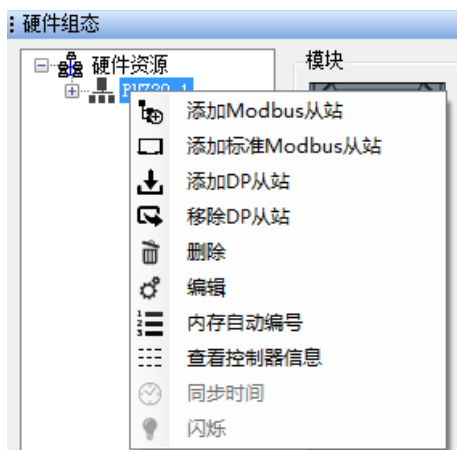 硬件组态
硬件资源
模块
添加Modbus从站
添加标准Modbus从站
添加DP从站
移除DP从站
删除
编辑
内存自动编号
查看控制器信息
同步时间
闪烁